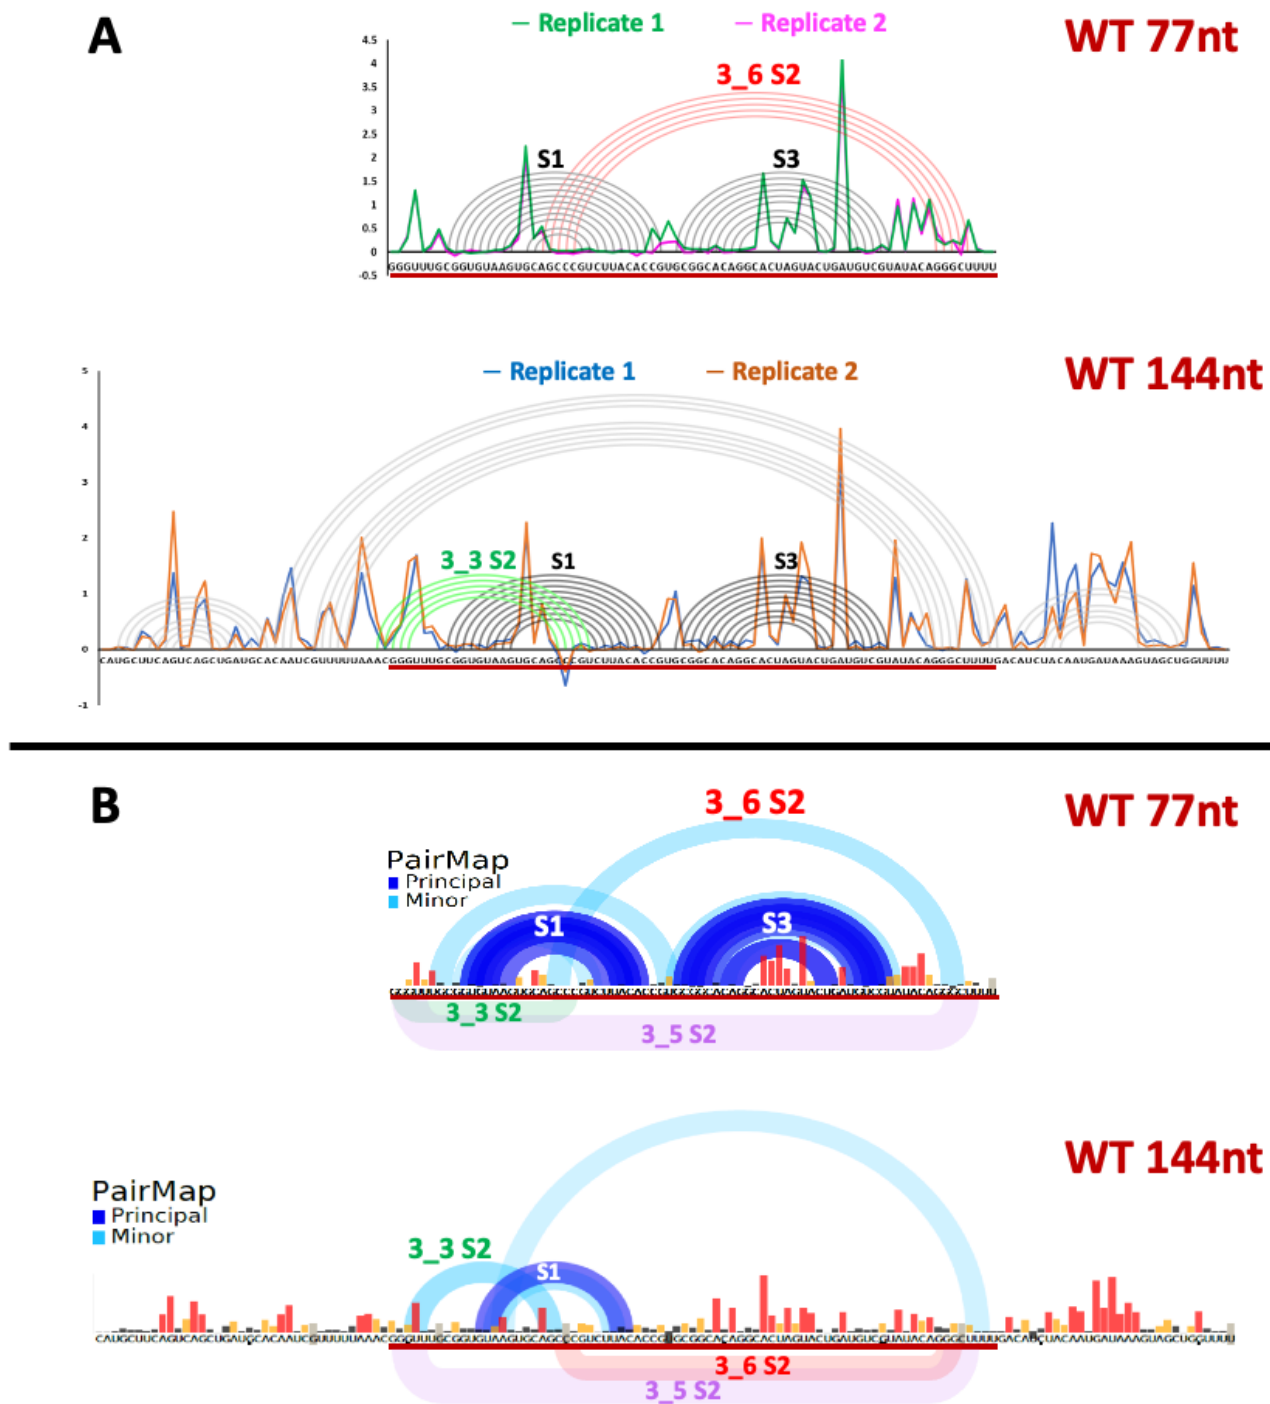 A
— Replicate 1 — Replicate 2
WT 77nt
4.5
4
3.5
3
2.5
2
1.5
1
0.5
0
-0.5
3_6 S2
S1
S3
GGGUUUGCGGUGUAAGUGCAGCCCGUCUUACACCGUGCGGCACAGGCACUAGUACUGAUGUCGUAUACAGGGCUUUU
— Replicate 1 — Replicate 2
WT 144nt
5
4
3
2
1
0
-1
3_3 S2
S1
S3
CAUGCUUCAGUCAGCUGAUGCACAAUCGUUUUUAAACGGGUUUGCGGUGUAAGUGCAGCCCGUCUUACACCGUGCGGCACAGGCACUAGUACUGAUGUCGUAUACAGGGCUUUUGACAUCUACAAUGAUAAAGUAGCUGGUUUU
B
3_6 S2
WT 77nt
PairMap
Principal
Minor
S1
S3
GGGUUUGCGGUGUAAGUGCAGCCCGUCUUACACCGUGCGGCACAGGCACUAGUACUGAUGUCGUAUACAGGGCUUUU
3_3 S2
3_5 S2
WT 144nt
PairMap
Principal
Minor
3_3 S2
S1
CAUGCUUCAGUCAGCUGAUGCACAAUCGUUUUUAAACGGGUUUGCGGUGUAAGUGCAGCCCGUCUUACACCGUGCGGCACAGGCACUAGUACUGAUGUCGUAUACAGGGCUUUUGACAUCUACAAUGAUAAAGUAGCUGGUUUU
3_6 S2
3_5 S2